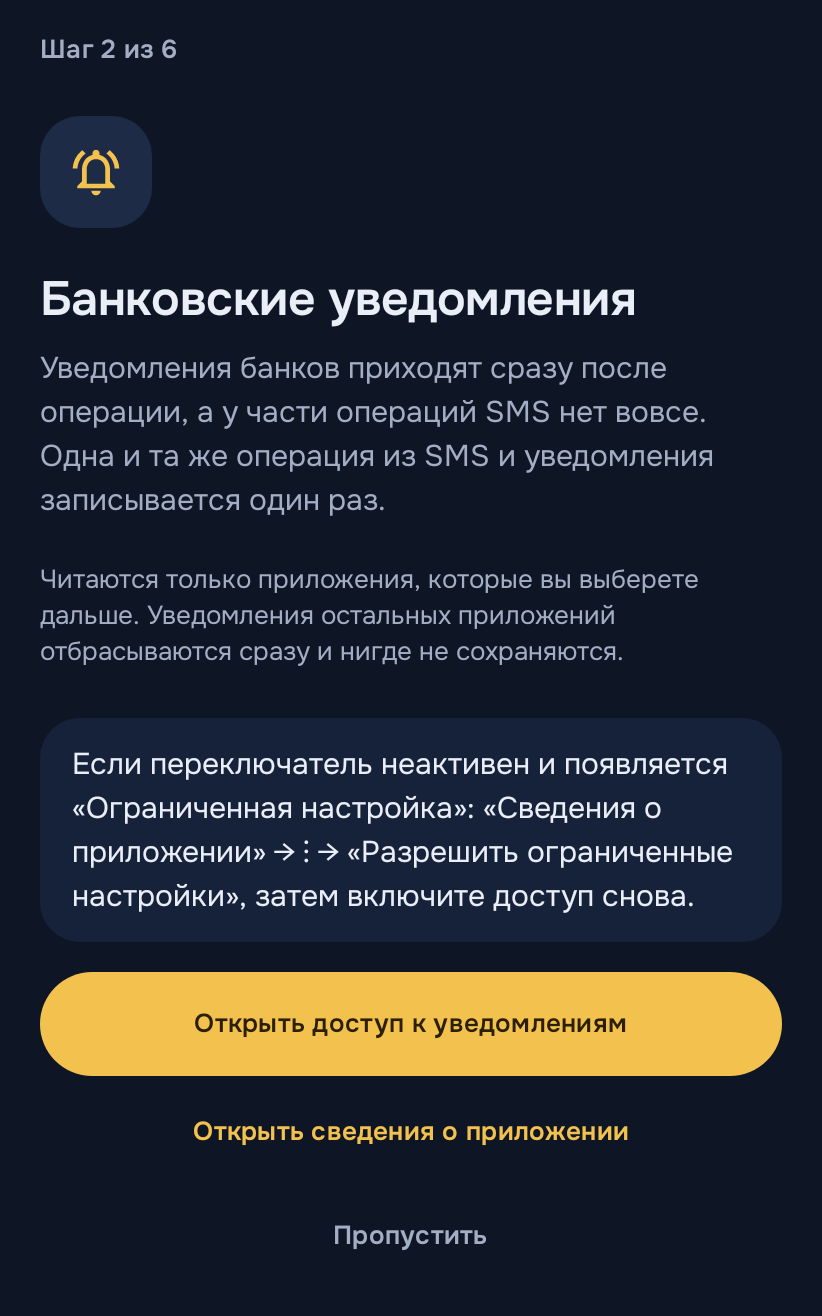 Шаг 2 из 6
Банковские уведомления
Уведомления банков приходят сразу после
операции, а у части операций SMS нет вовсе.
Одна и та же операция из SMS и уведомления
записывается один раз.
Читаются только приложения, которые вы выберете
дальше. Уведомления остальных приложений
отбрасываются сразу и нигде не сохраняются.
Если переключатель неактивен и появляется
«Ограниченная настройка»: «Сведения о
приложении» → ⋮ → «Разрешить ограниченные
настройки», затем включите доступ снова.
Открыть доступ к уведомлениям
Открыть сведения о приложении
Пропустить